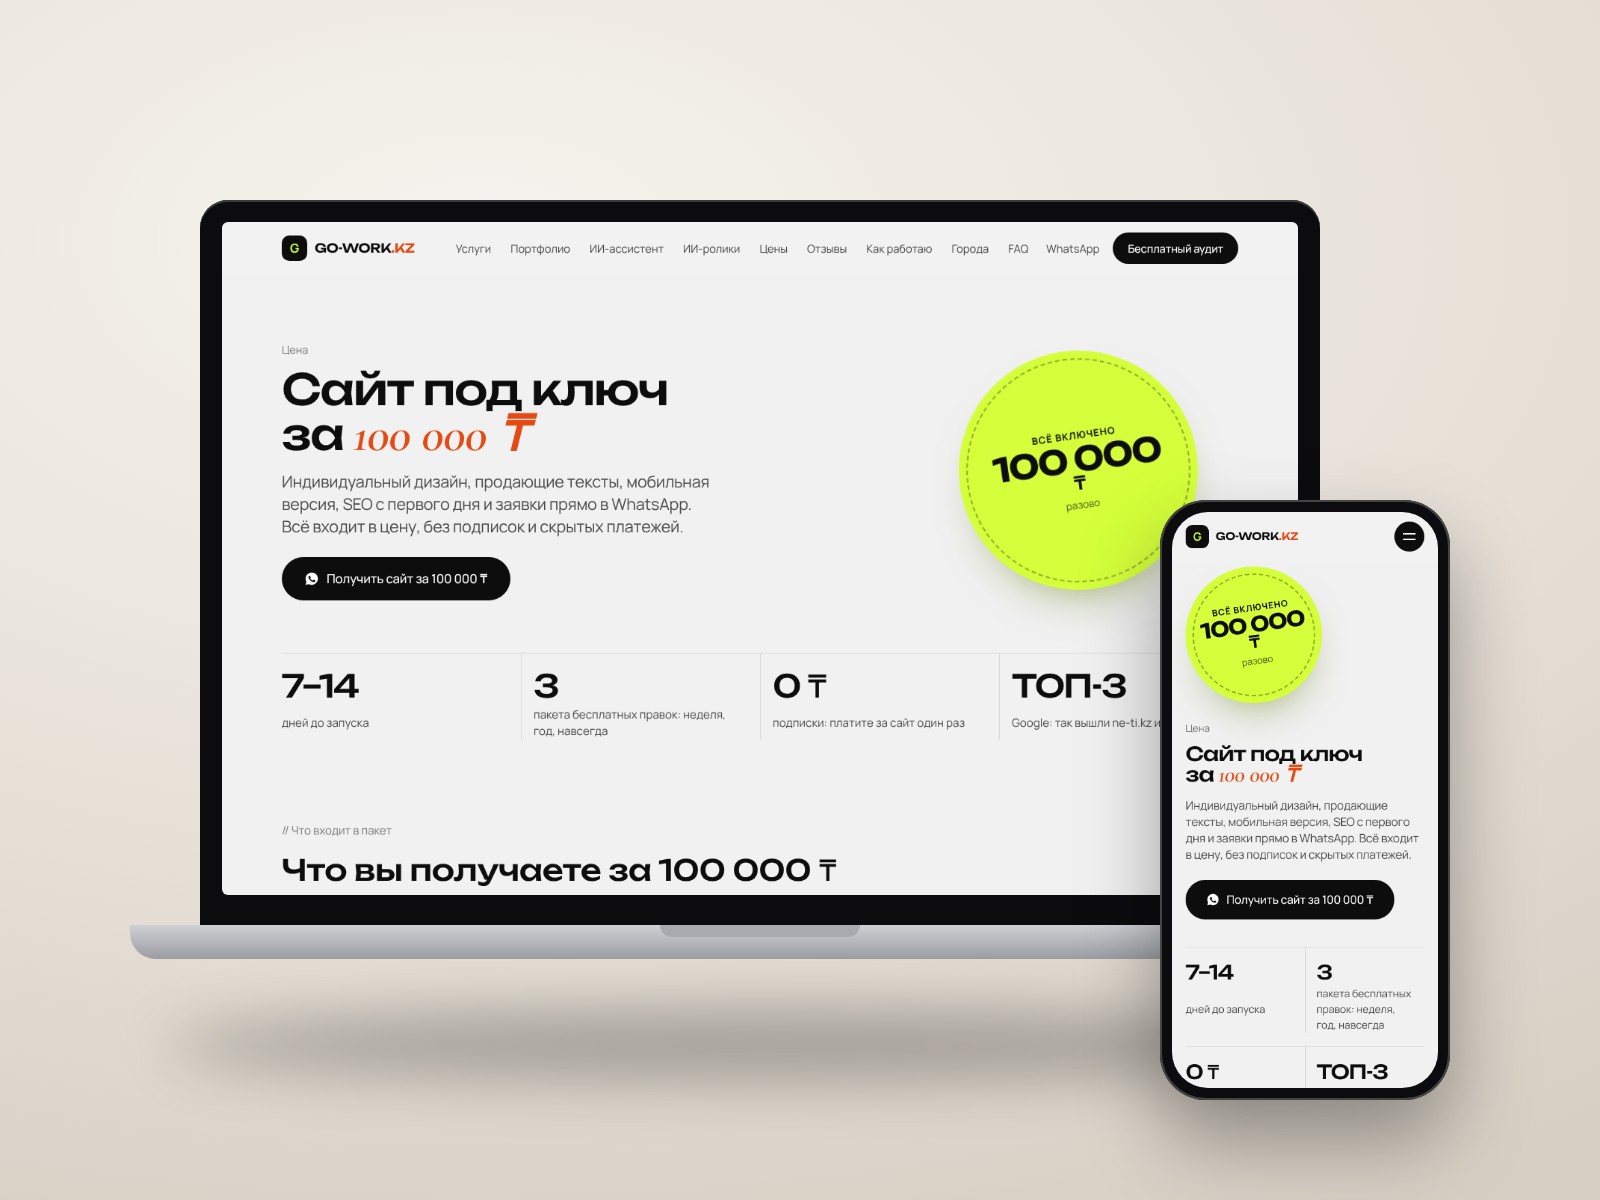 G GO-WORK.KZ Услуги Портфолио ИИ-ассистент ИИ-ролики Цены Отзывы Как работаю Города FAQ WhatsApp Бесплатный аудит
Цена
Сайт под ключ
за 100 000 ₸
Индивидуальный дизайн, продающие тексты, мобильная
версия, SEO с первого дня и заявки прямо в WhatsApp.
Всё входит в цену, без подписок и скрытых платежей.
Получить сайт за 100 000 ₸
ВСЁ ВКЛЮЧЕНО
100 000
₸
разово
7–14
дней до запуска
3
пакета бесплатных правок: неделя,
год, навсегда
0 ₸
подписки: платите за сайт один раз
ТОП-3
Google: так вышли ne-ti.kz и
// Что входит в пакет
Что вы получаете за 100 000 ₸
G GO-WORK.KZ
ВСЁ ВКЛЮЧЕНО
100 000
₸
разово
Цена
Сайт под ключ
за 100 000 ₸
Индивидуальный дизайн, продающие
тексты, мобильная версия, SEO с первого
дня и заявки прямо в WhatsApp. Всё входит
в цену, без подписок и скрытых платежей.
Получить сайт за 100 000 ₸
7–14
дней до запуска
3
пакета бесплатных
правок: неделя,
год, навсегда
0 ₸
ТОП-3